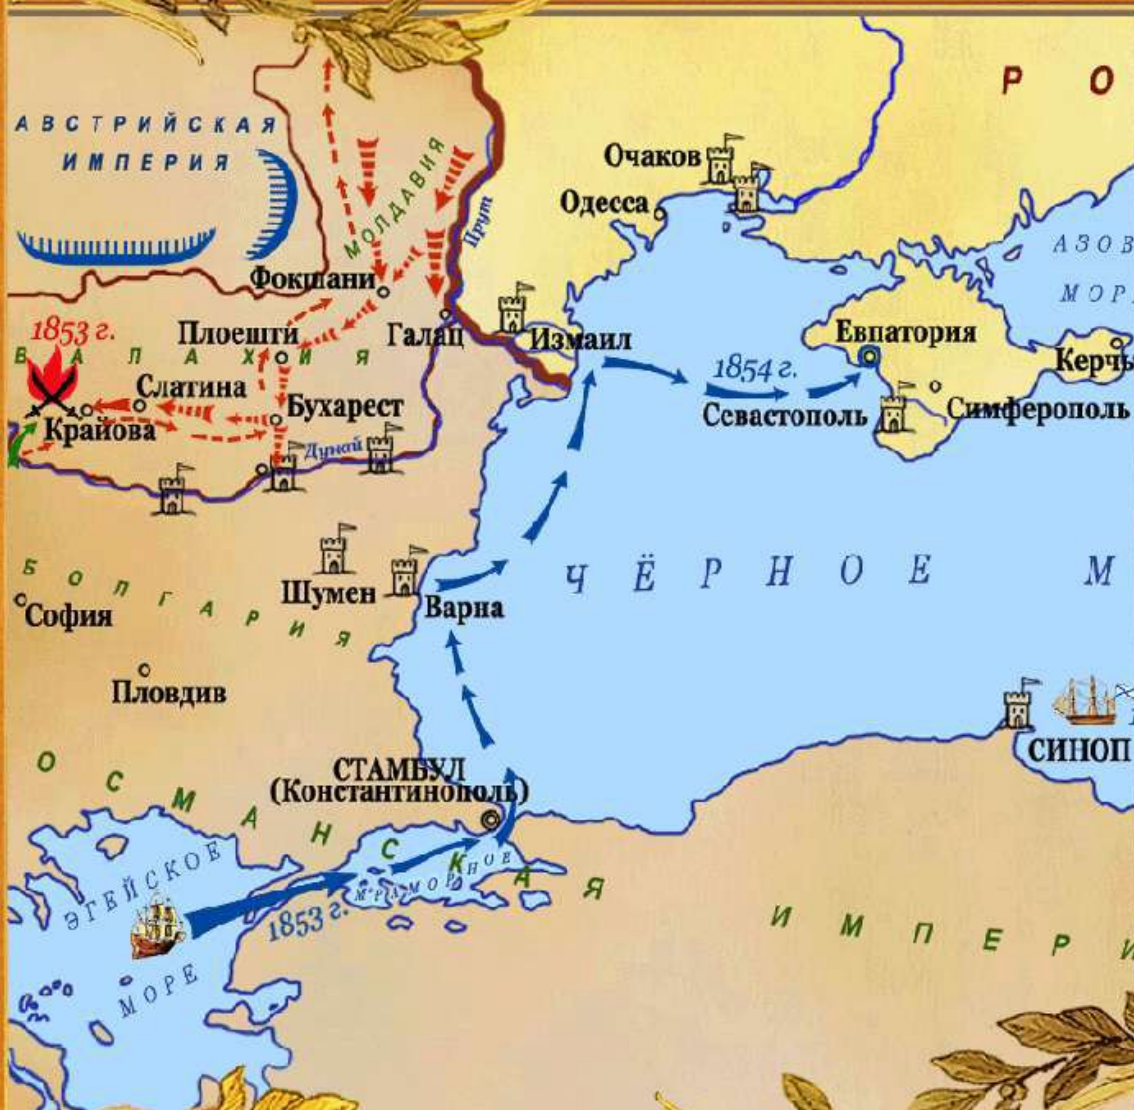 Р О
АВСТРИЙСКАЯ
ИМПЕРИЯ
МОЛДАВИЯ
Прут
Очаков
Одесса
АЗОВ
МОР
Фокшани
1853 г.
Плоешти
Галац
Измаил
Евпатория
Керчь
ВАЛАХИЯ
1854 г.
Слатина
Бухарест
Севастополь
Симферополь
Крайова
Дунай
ЧЁРНОЕ М
БОЛГАРИЯ
Шумен
Варна
София
Пловдив
СИНОП
СТАМБУЛ
(Константинополь)
ОСМАНСКАЯ
ИМПЕРИ
ЭГЕЙСКОЕ
МОРЕ
МРАМОРНОЕ
1853 г.